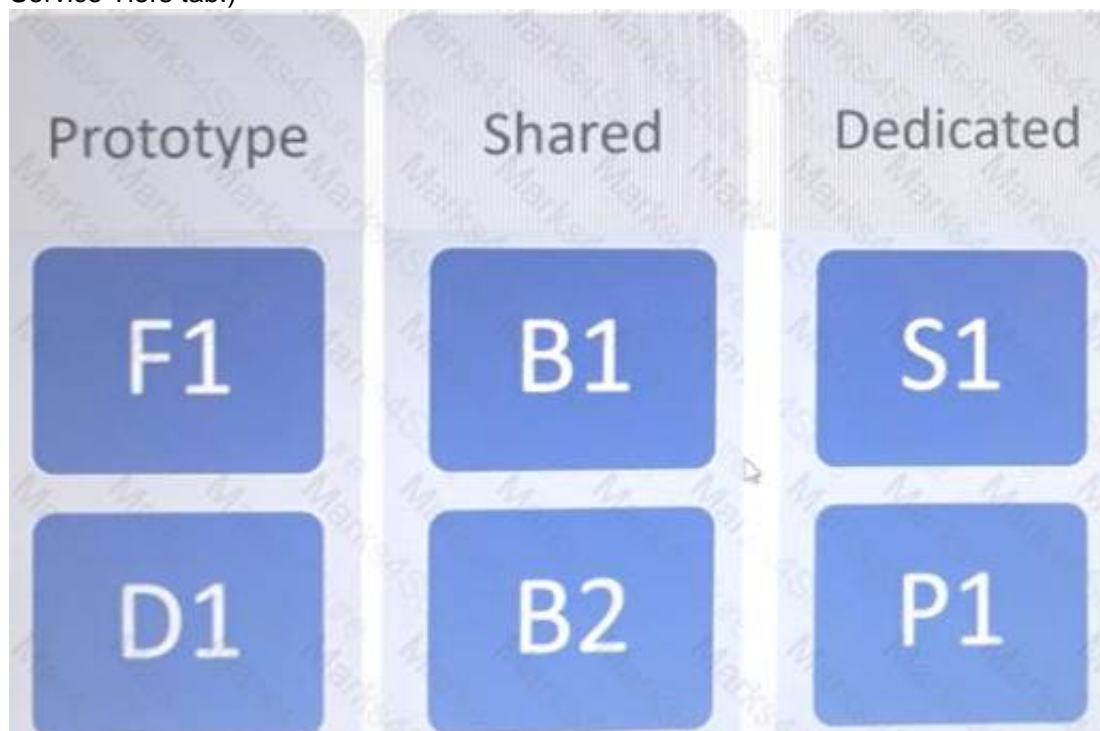 Service Tiers tab.)
Prototype Shared Dedicated
F1 B1 S1
D1 B2 P1